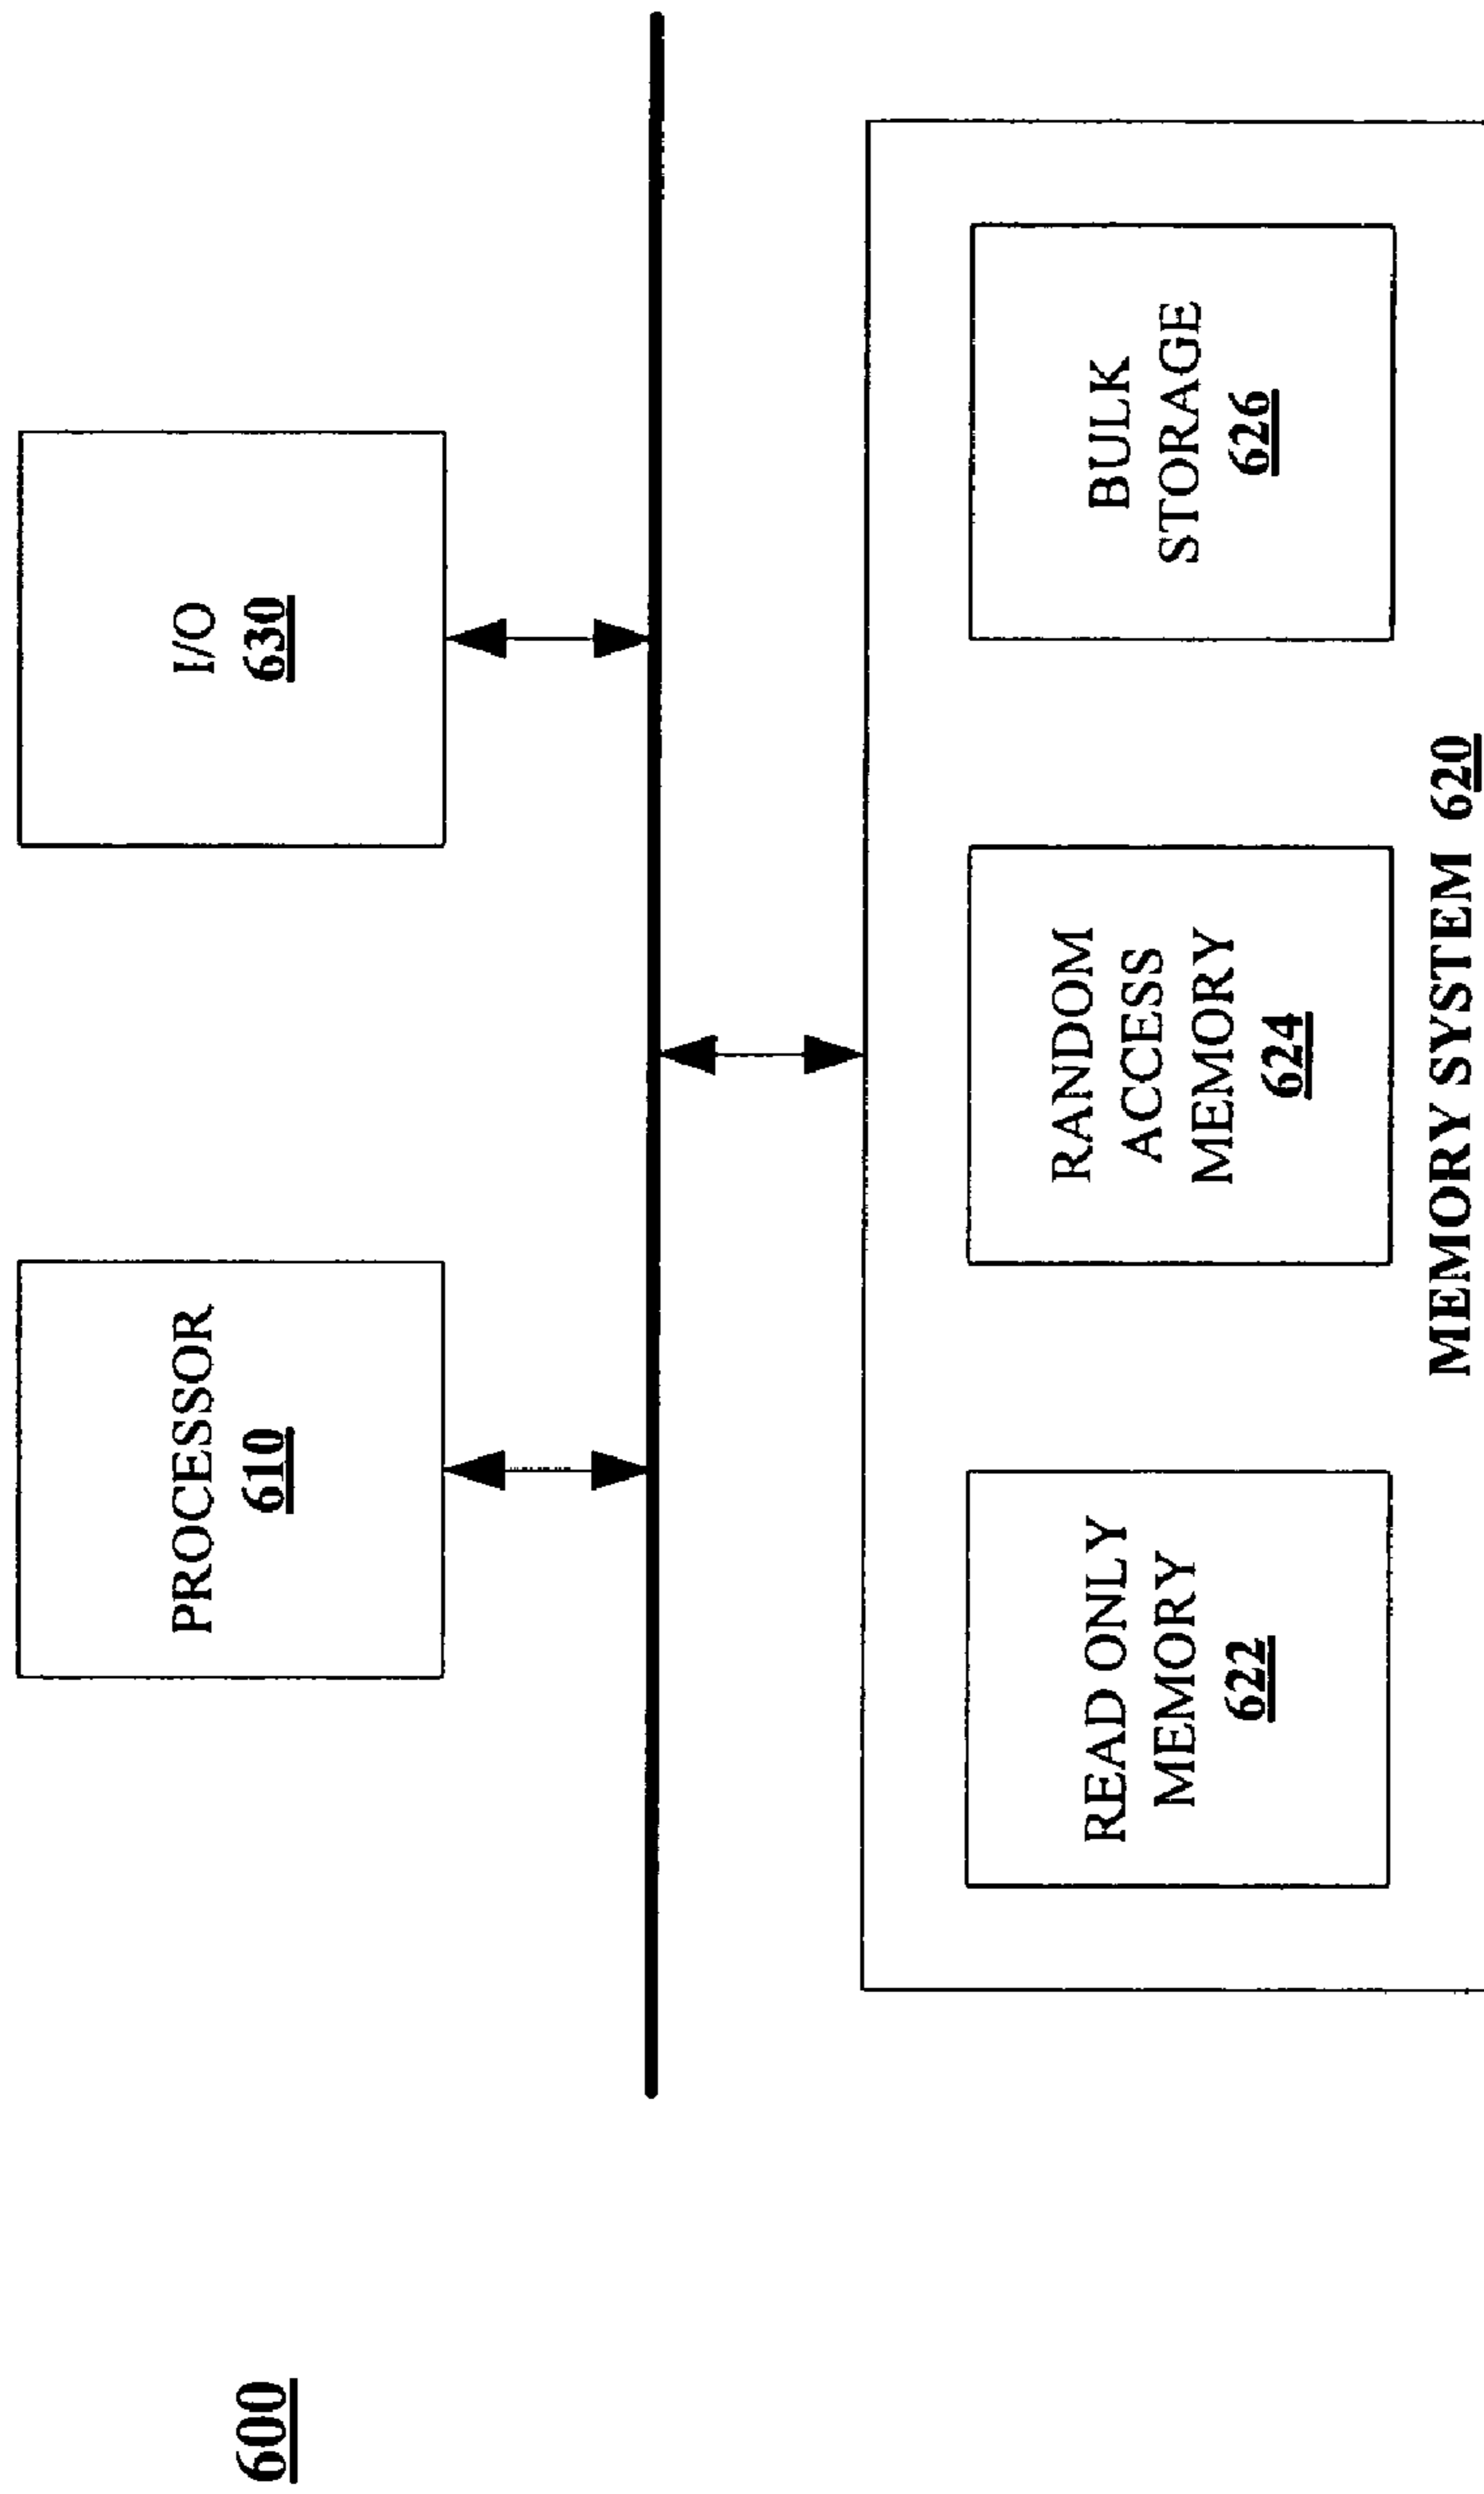 600
PROCESSOR
610
I/O
630
READ ONLY
MEMORY
622
RANDOM
ACCESS
MEMORY
624
BULK
STORAGE
626
MEMORY SYSTEM 620